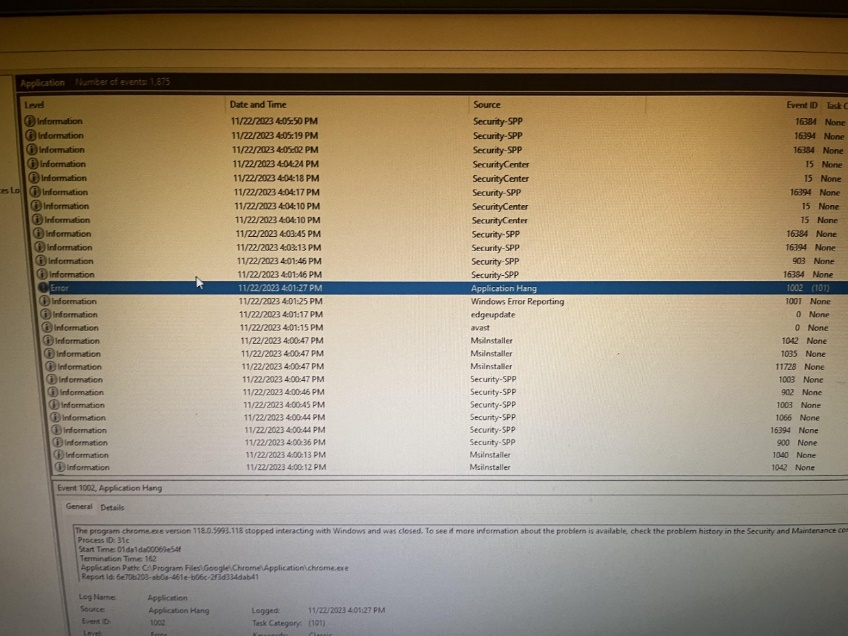 Application Number of events: 1,875
Level Date and Time Source Event ID Task C
Information 11/22/2023 4:05:50 PM Security-SPP 16384 None
Information 11/22/2023 4:05:19 PM Security-SPP 16394 None
Information 11/22/2023 4:05:02 PM Security-SPP 16384 None
Information 11/22/2023 4:04:24 PM SecurityCenter 15 None
Information 11/22/2023 4:04:18 PM SecurityCenter 15 None
es Lo
Information 11/22/2023 4:04:17 PM Security-SPP 16394 None
Information 11/22/2023 4:04:10 PM SecurityCenter 15 None
Information 11/22/2023 4:04:10 PM SecurityCenter 15 None
Information 11/22/2023 4:03:45 PM Security-SPP 16384 None
Information 11/22/2023 4:03:13 PM Security-SPP 16394 None
Information 11/22/2023 4:01:46 PM Security-SPP 903 None
Information 11/22/2023 4:01:46 PM Security-SPP 16384 None
Error 11/22/2023 4:01:27 PM Application Hang 1002 (101)
Information 11/22/2023 4:01:25 PM Windows Error Reporting 1001 None
Information 11/22/2023 4:01:17 PM edgeupdate 0 None
Information 11/22/2023 4:01:15 PM avast 0 None
Information 11/22/2023 4:00:47 PM MsiInstaller 1042 None
Information 11/22/2023 4:00:47 PM MsiInstaller 1035 None
Information 11/22/2023 4:00:47 PM MsiInstaller 11728 None
Information 11/22/2023 4:00:47 PM Security-SPP 1003 None
Information 11/22/2023 4:00:46 PM Security-SPP 902 None
Information 11/22/2023 4:00:45 PM Security-SPP 1003 None
Information 11/22/2023 4:00:44 PM Security-SPP 1066 None
Information 11/22/2023 4:00:44 PM Security-SPP 16394 None
Information 11/22/2023 4:00:36 PM Security-SPP 900 None
Information 11/22/2023 4:00:13 PM MsiInstaller 1040 None
Information 11/22/2023 4:00:12 PM MsiInstaller 1042 None
Event 1002, Application Hang
General Details
The program chrome.exe version 118.0.5993.118 stopped interacting with Windows and was closed. To see if more information about the problem is available, check the problem history in the Security and Maintenance co
Process ID: 31c
Start Time: 01da1da00069e54f
Termination Time: 162
Application Path: C:\Program Files\Google\Chrome\Application\chrome.exe
Report Id: 6e70b203-ab0a-461e-b06c-2f3d334dab41
Log Name: Application
Source: Application Hang Logged: 11/22/2023 4:01:27 PM
Event ID: 1002 Task Category: (101)
Level: Error Keywords: Classic